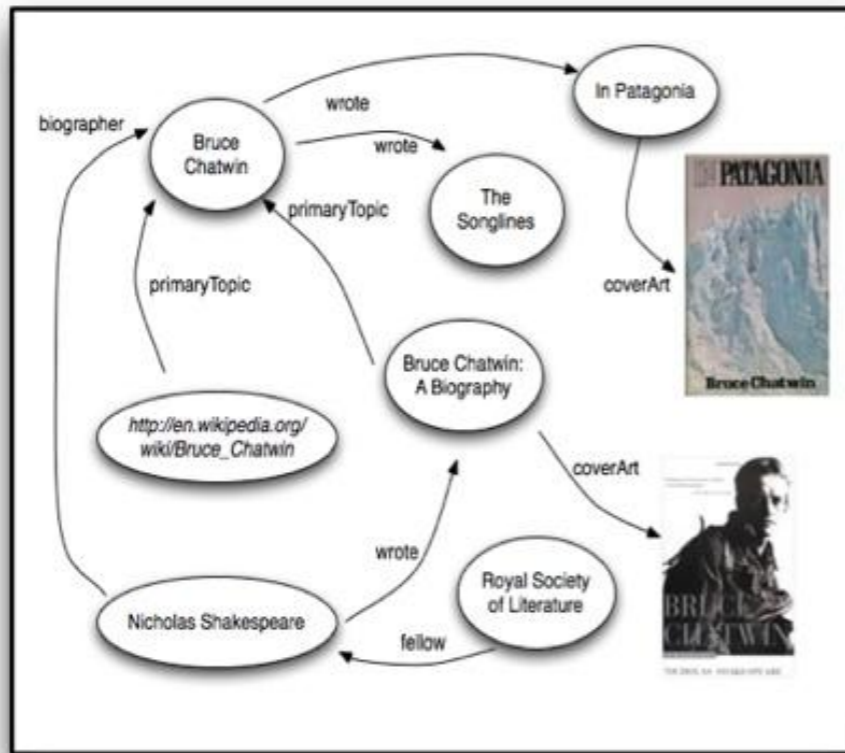 wrote
In Patagonia
biographer
Bruce
Chatwin
wrote
The
Songlines
primaryTopic
PATAGONIA
primaryTopic
coverArt
Bruce Chatwin
Bruce Chatwin:
A Biography
http://en.wikipedia.org/
wiki/Bruce_Chatwin
coverArt
wrote
Royal Society
of Literature
Nicholas Shakespeare
fellow
BRUCE
CHATWIN